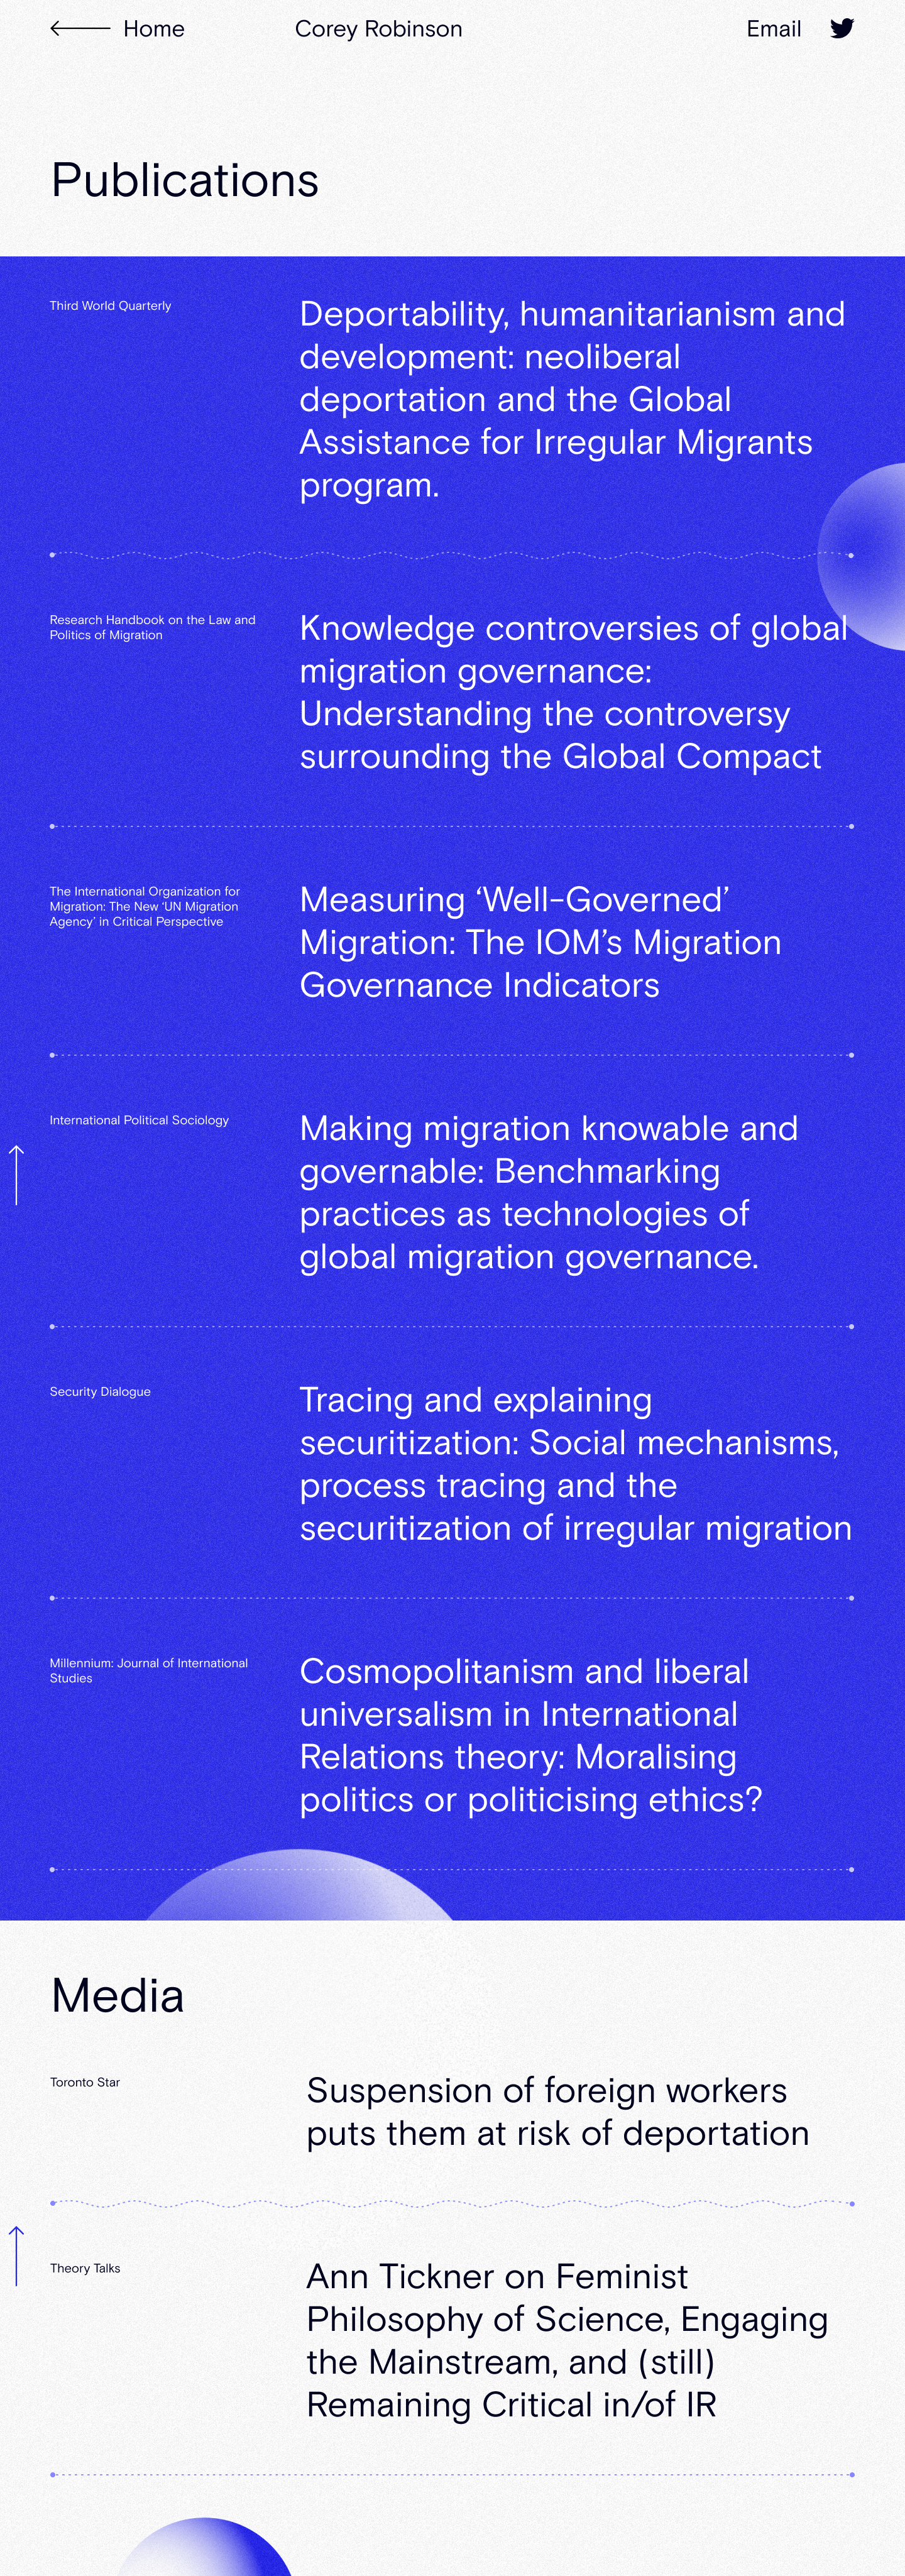 Home
Corey Robinson
Email
Publications
Third World Quarterly
Deportability, humanitarianism and
development: neoliberal
deportation and the Global
Assistance for Irregular Migrants
program.
Research Handbook on the Law and
Politics of Migration
Knowledge controversies of global
migration governance:
Understanding the controversy
surrounding the Global Compact
The International Organization for
Migration: The New ‘UN Migration
Agency’ in Critical Perspective
Measuring ‘Well-Governed’
Migration: The IOM’s Migration
Governance Indicators
International Political Sociology
Making migration knowable and
governable: Benchmarking
practices as technologies of
global migration governance.
Security Dialogue
Tracing and explaining
securitization: Social mechanisms,
process tracing and the
securitization of irregular migration
Millennium: Journal of International
Studies
Cosmopolitanism and liberal
universalism in International
Relations theory: Moralising
politics or politicising ethics?
Media
Toronto Star
Suspension of foreign workers
puts them at risk of deportation
Theory Talks
Ann Tickner on Feminist
Philosophy of Science, Engaging
the Mainstream, and (still)
Remaining Critical in/of IR